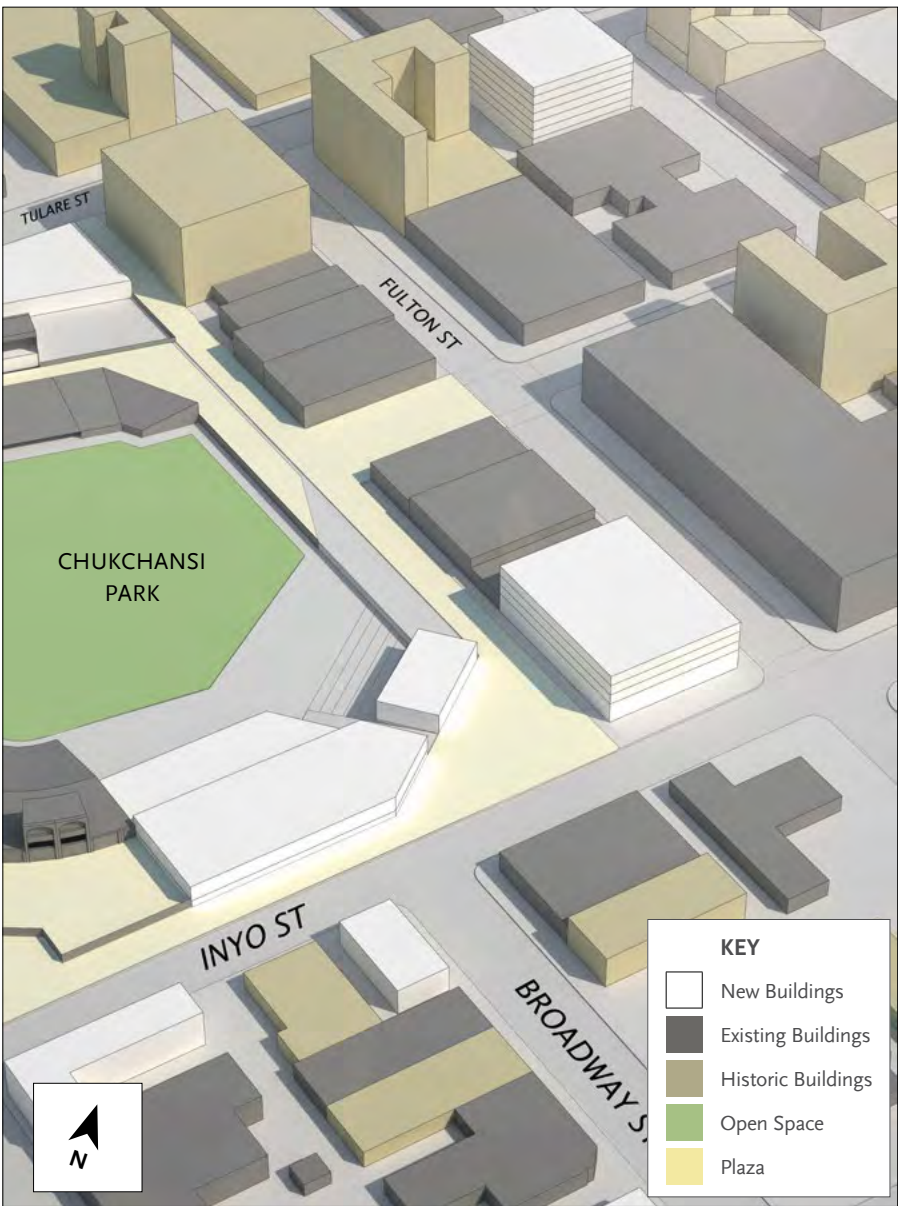 TULARE ST
FULTON ST
CHUKCHANSI
PARK
INYO ST
BROADWAY ST
KEY
New Buildings
Existing Buildings
Historic Buildings
Open Space
Plaza
N